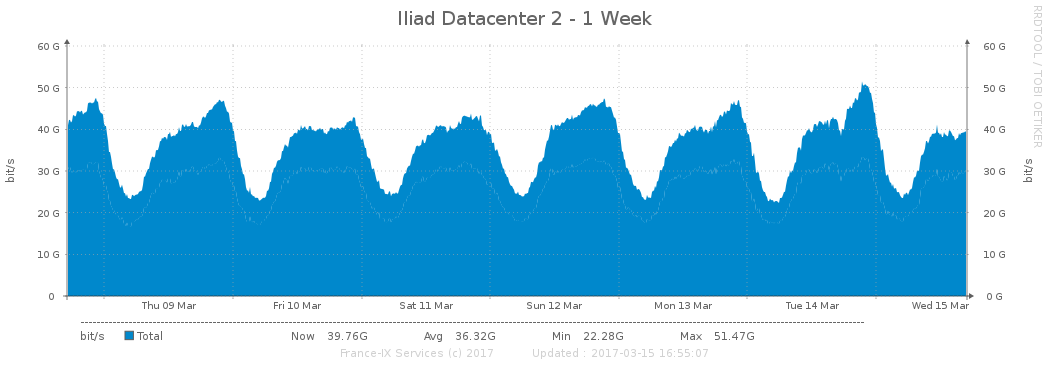 Iliad Datacenter 2 - 1 Week
RRDTOOL / TOBI OETIKER
60 G 60 G
50 G 50 G
40 G 40 G
30 G 30 G
20 G 20 G
10 G 10 G
0 0 G
bit/s
bit/s
Thu 09 Mar Fri 10 Mar Sat 11 Mar Sun 12 Mar Mon 13 Mar Tue 14 Mar Wed 15 Mar
bit/s Total Now 39.76G Avg 36.32G Min 22.28G Max 51.47G
France-IX Services (c) 2017 Updated : 2017-03-15 16:55:07